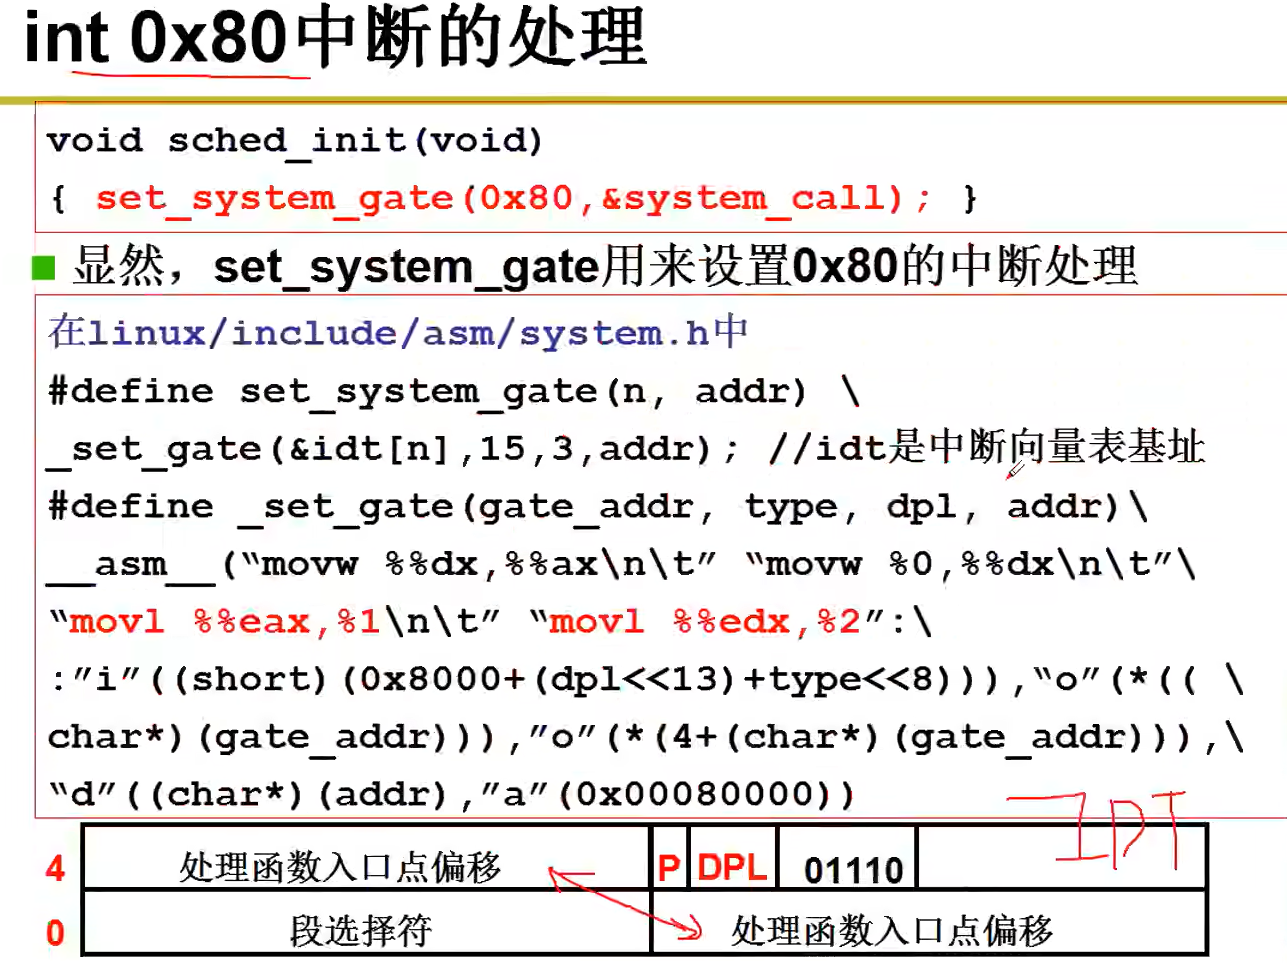 int 0x80中断的处理
void sched_init(void)
{ set_system_gate(0x80,&system_call); }
显然，set_system_gate用来设置0x80的中断处理
在linux/include/asm/system.h中
#define set_system_gate(n, addr) \
_set_gate(&idt[n],15,3,addr); //idt是中断向量表基址
#define _set_gate(gate_addr, type, dpl, addr)\
__asm__(“movw %%dx,%%ax\n\t” “movw %0,%%dx\n\t”\
“movl %%eax,%1\n\t” “movl %%edx,%2”:\
:”i”((short)(0x8000+(dpl<<13)+type<<8))),“o”(*(( \
char*)(gate_addr))),”o”(*(4+(char*)(gate_addr))),\
“d”((char*)(addr),”a”(0x00080000))
IDT
4 处理函数入口点偏移 P DPL 01110
0 段选择符 处理函数入口点偏移